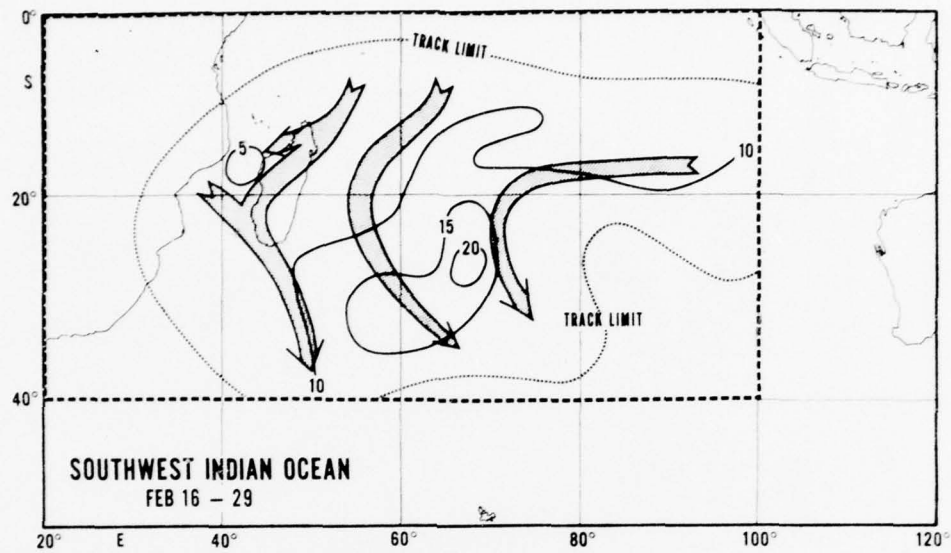 0°
TRACK LIMIT
S
5
10
20°
15
20
TRACK LIMIT
10
40°
SOUTHWEST INDIAN OCEAN
FEB 16 – 29
20° E 40° 60° 80° 100° 120°